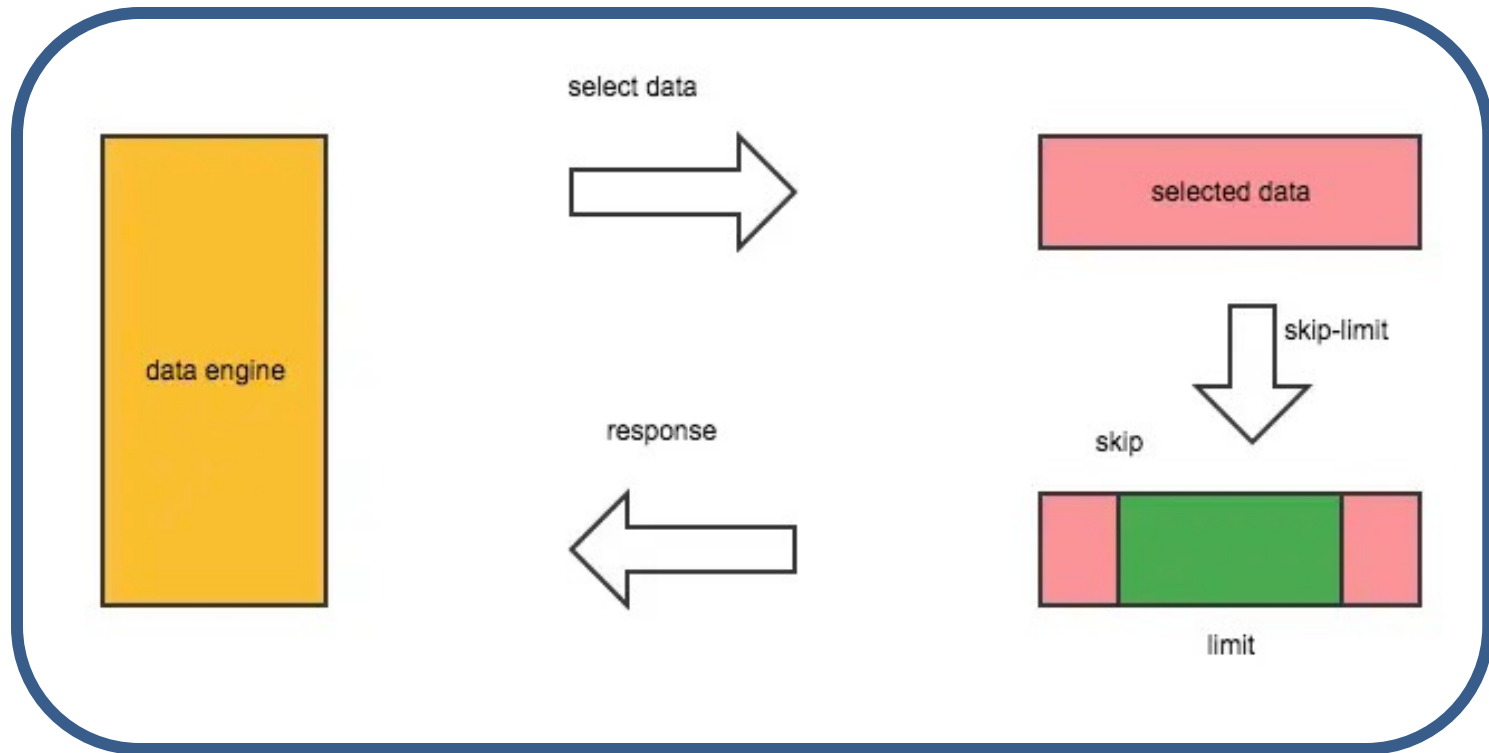 select data
selected data
skip-limit
data engine
response
skip
limit